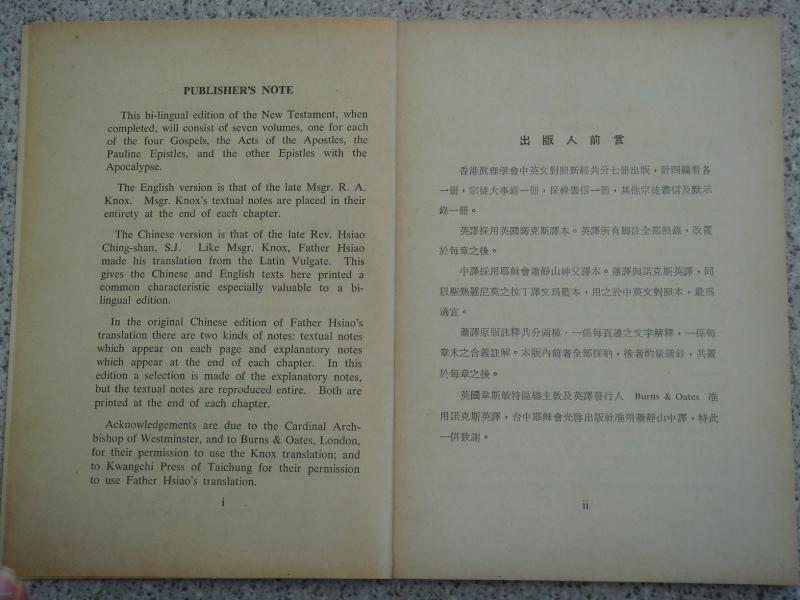 PUBLISHER'S NOTE
This bi-lingual edition of the New Testament, when
completed, will consist of seven volumes, one for each
of the four Gospels, the Acts of the Apostles, the
Pauline Epistles, and the other Epistles with the
Apocalypse.
The English version is that of the late Msgr. R. A.
Knox. Msgr. Knox's textual notes are placed in their
entirety at the end of each chapter.
The Chinese version is that of the late Rev. Hsiao
Ching-shan, S.J. Like Msgr. Knox, Father Hsiao
made his translation from the Latin Vulgate. This
gives the Chinese and English texts here printed a
common characteristic especially valuable to a bi-
lingual edition.
In the original Chinese edition of Father Hsiao's
translation there are two kinds of notes: textual notes
which appear on each page and explanatory notes
which appear at the end of each chapter. In this
edition a selection is made of the explanatory notes,
but the textual notes are reproduced entire. Both are
printed at the end of each chapter.
Acknowledgements are due to the Cardinal Arch-
bishop of Westminster, and to Burns & Oates, London,
for their permission to use the Knox translation; and
to Kwangchi Press of Taichung for their permission
to use Father Hsiao's translation.
i
出版人前言
香港眞理學會中英文對照新經共分七册出版，計四福音各
一册，宗徒大事錄一册，保祿書信一册，其他宗徒書信及默示
錄一册。
英譯採用英國諾克斯譯本。英譯所有脚註全部照錄，改置
於每章之後。
中譯採用耶穌會蕭靜山神父譯本。蕭譯與諾克斯英譯，同
以聖熱羅尼莫之拉丁譯文爲藍本，用之於中英文對照本，最爲
適宜。
蕭譯原版註釋共分兩種，一係每頁邊之文字解釋，一係每
章末之含義註解。本版內前者全部採納，後者酌量選錄，共置
於每章之後。
英國韋斯敏特區總主教及英譯發行人 Burns & Oates 准
用諾克斯英譯，台中耶穌會光啓出版社准用蕭靜山中譯，特此
一併致謝。
ii